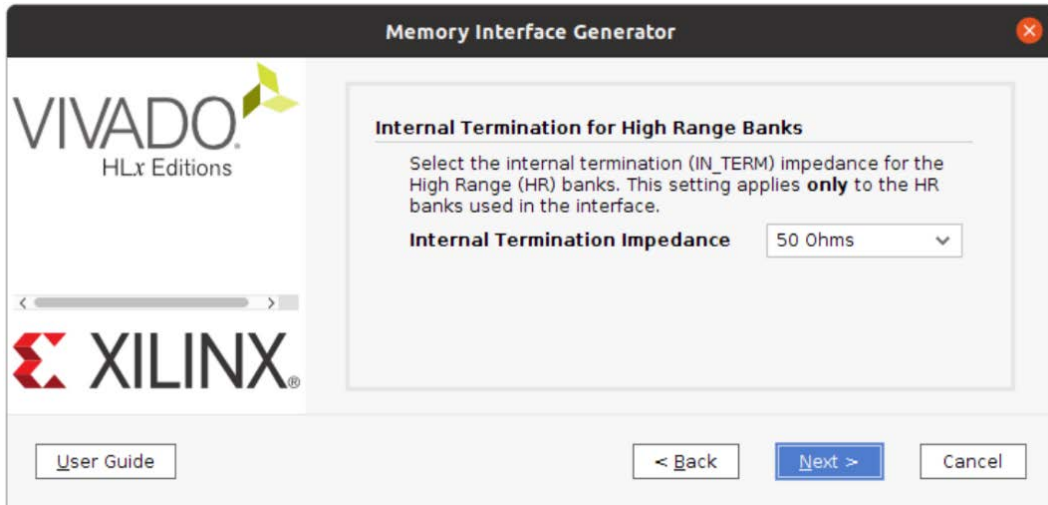 Memory Interface Generator
VIVADO.
HLx Editions
XILINX®
Internal Termination for High Range Banks
Select the internal termination (IN_TERM) impedance for the
High Range (HR) banks. This setting applies only to the HR
banks used in the interface.
Internal Termination Impedance 50 Ohms
User Guide < Back Next > Cancel